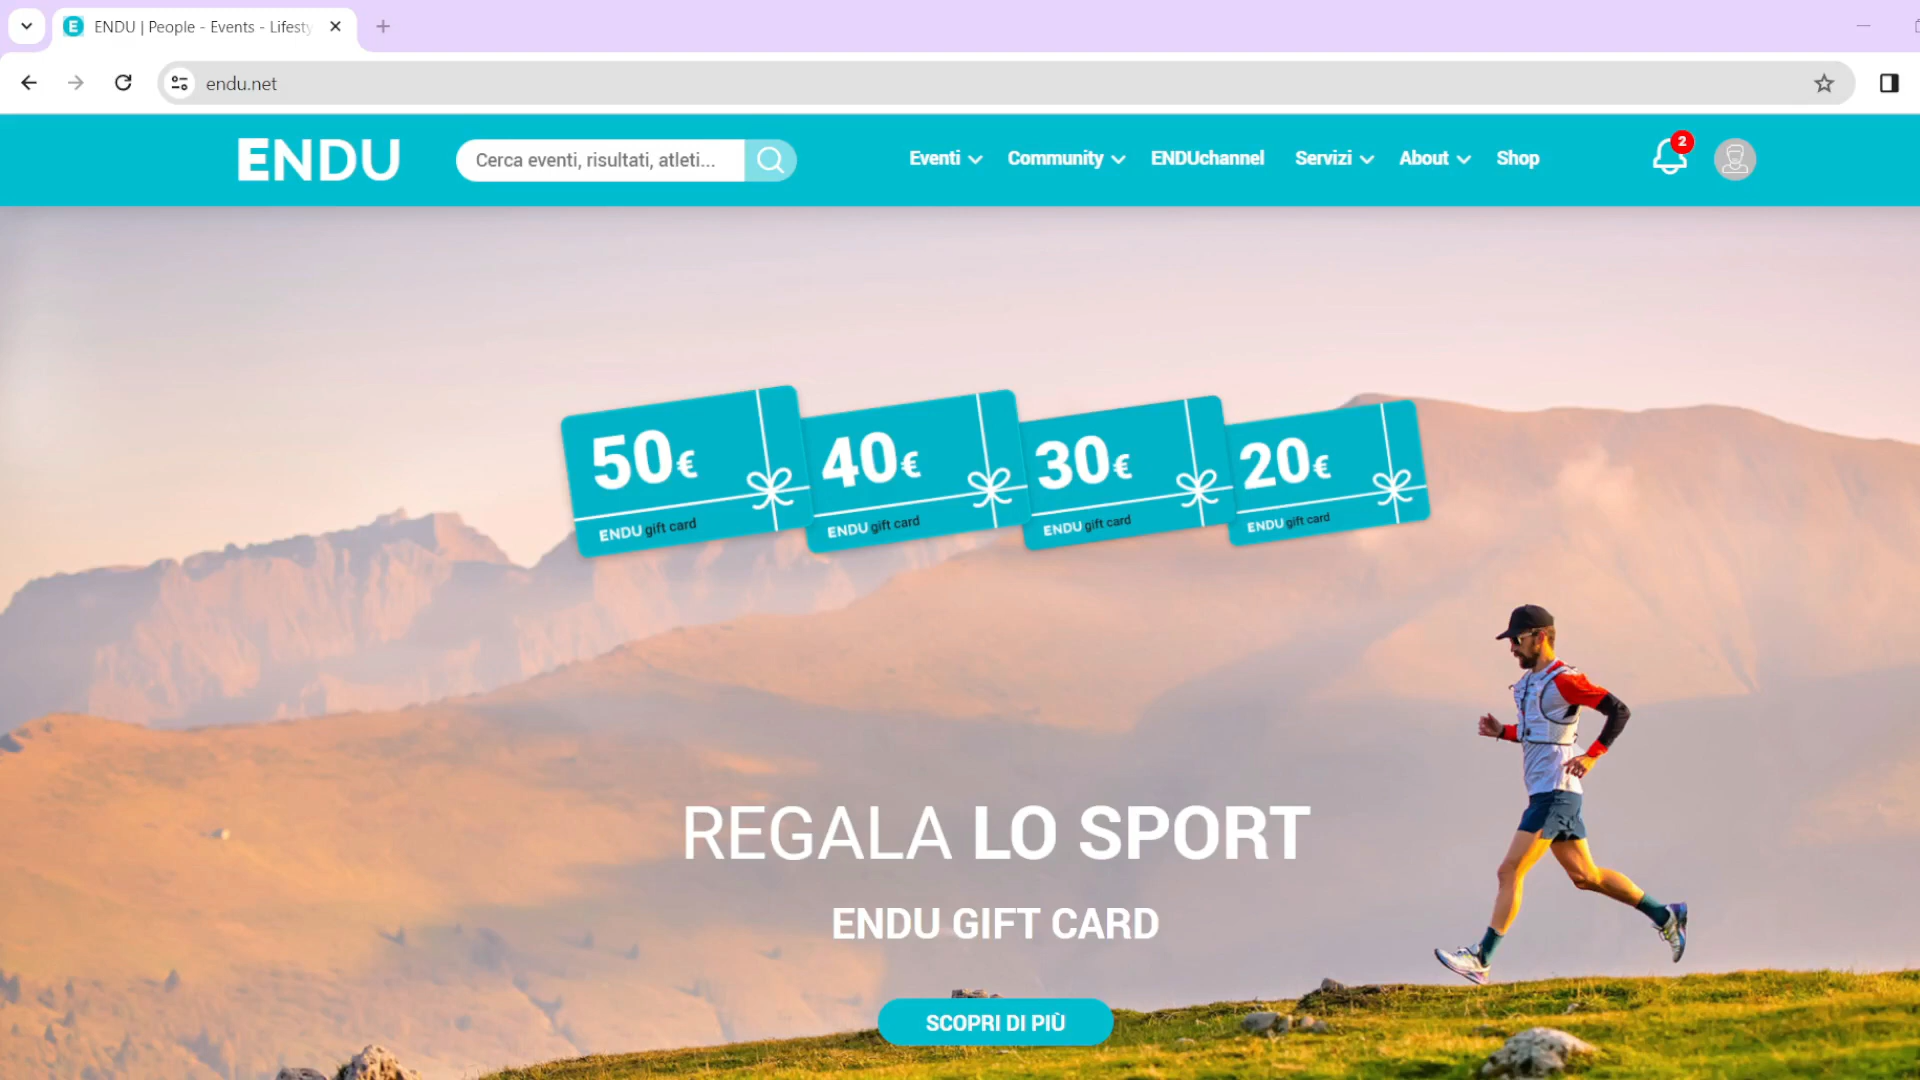 ENDU | People - Events - Lifesty
endu.net
ENDU
Cerca eventi, risultati, atleti...
Eventi
Community
ENDUchannel
Servizi
About
Shop
2
50€
ENDU gift card
40€
ENDU gift card
30€
ENDU gift card
20€
ENDU gift card
REGALA LO SPORT
ENDU GIFT CARD
SCOPRI DI PIÙ